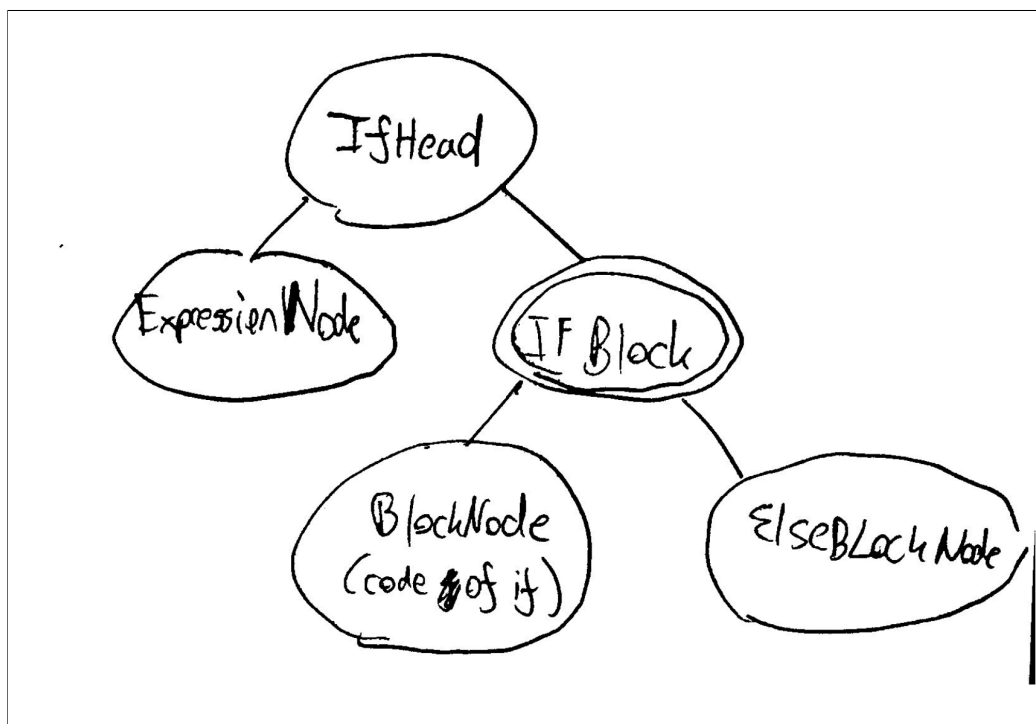 IfHead
ExpressionNode
IF Block
BlockNode
(code of if)
ElseBLockNode